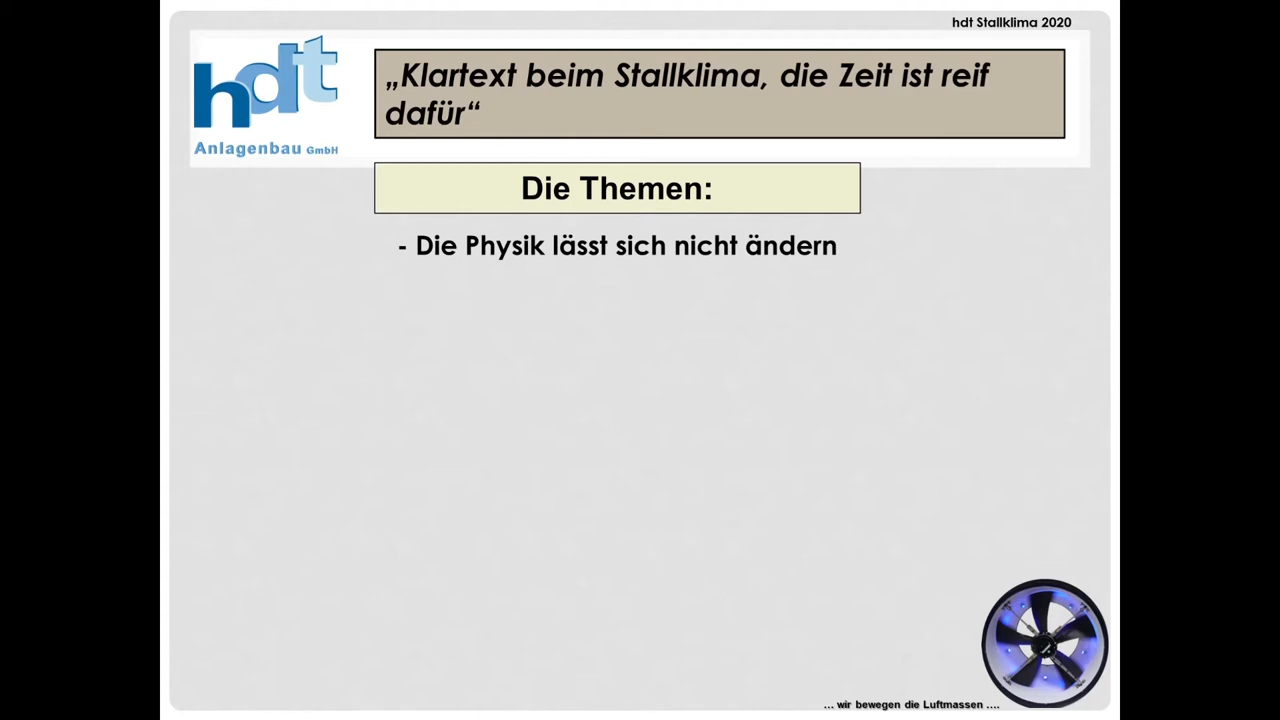 hdt Stallklima 2020
hdt
Anlagenbau GmbH
„Klartext beim Stallklima, die Zeit ist reif
dafür“
Die Themen:
- Die Physik lässt sich nicht ändern
... wir bewegen die Luftmassen ....